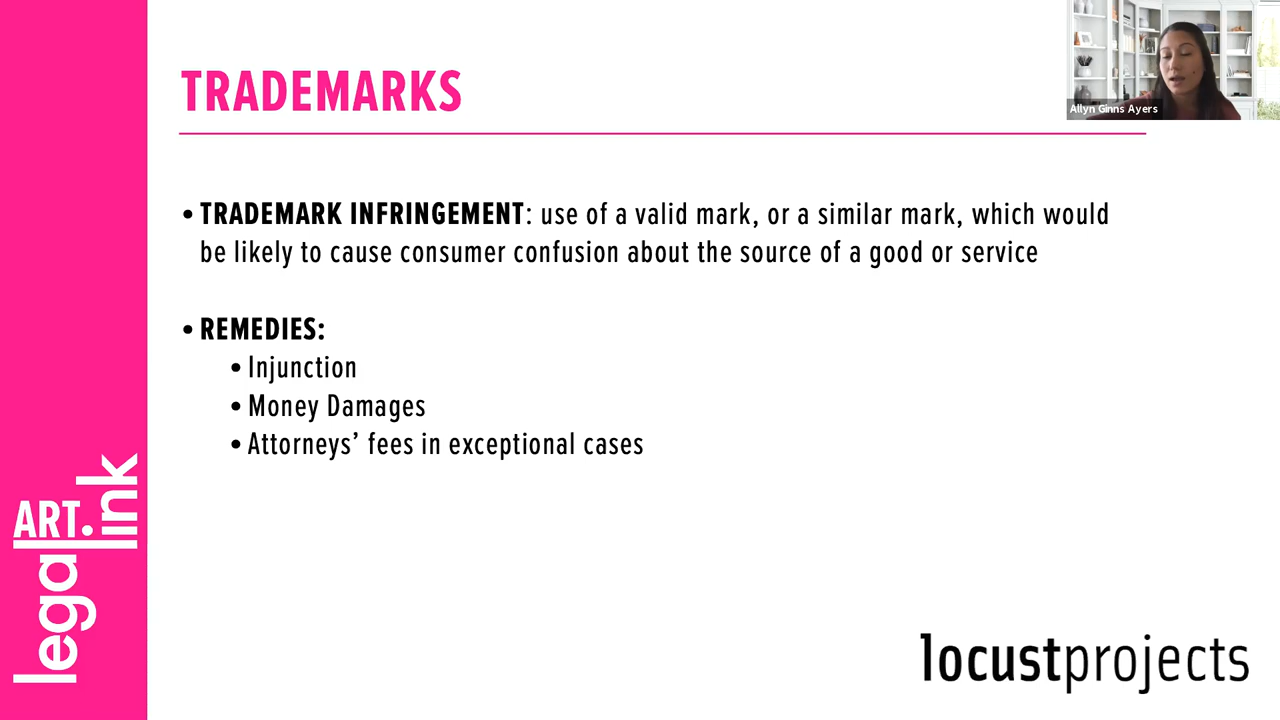 TRADEMARKS
Allyn Ginns Ayers
• TRADEMARK INFRINGEMENT: use of a valid mark, or a similar mark, which would
be likely to cause consumer confusion about the source of a good or service
• REMEDIES:
• Injunction
• Money Damages
• Attorneys’ fees in exceptional cases
legal
ART.
link
locustprojects